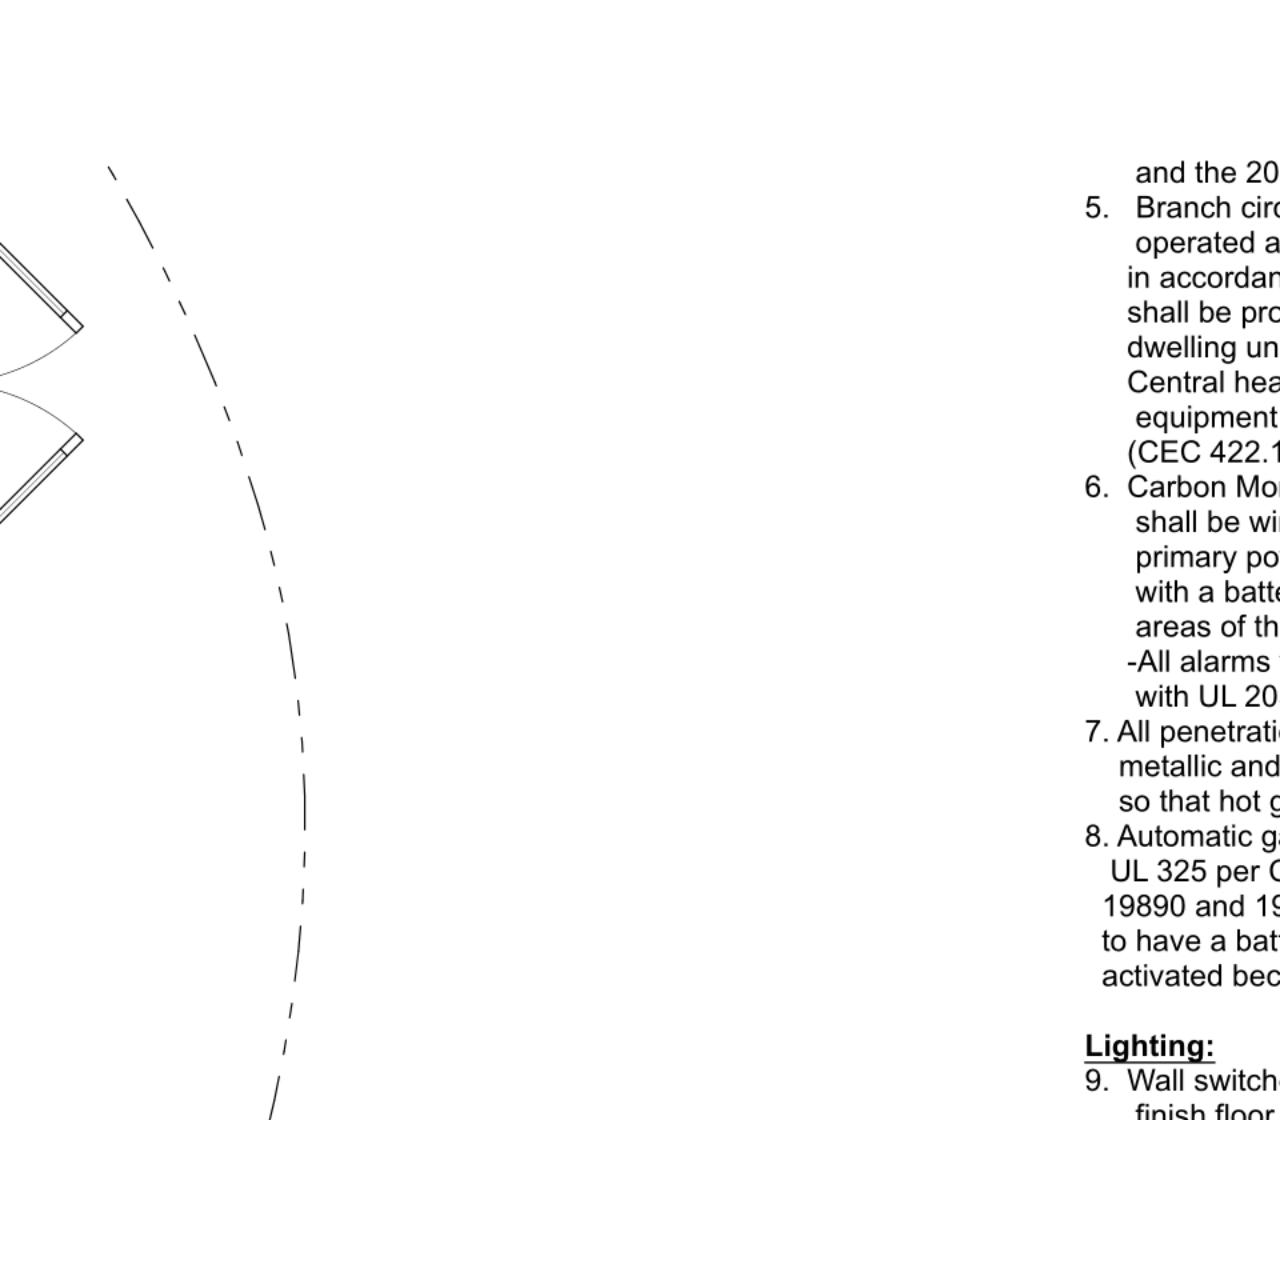 and the 20
5. Branch circ
operated a
in accordan
shall be pro
dwelling un
Central hea
equipment
(CEC 422.1
6. Carbon Mon
shall be wi
primary po
with a batte
areas of th
-All alarms
with UL 20
7. All penetrati
metallic and
so that hot g
8. Automatic ga
UL 325 per C
19890 and 19
to have a batt
activated bec
Lighting:
9. Wall switch
finish floor